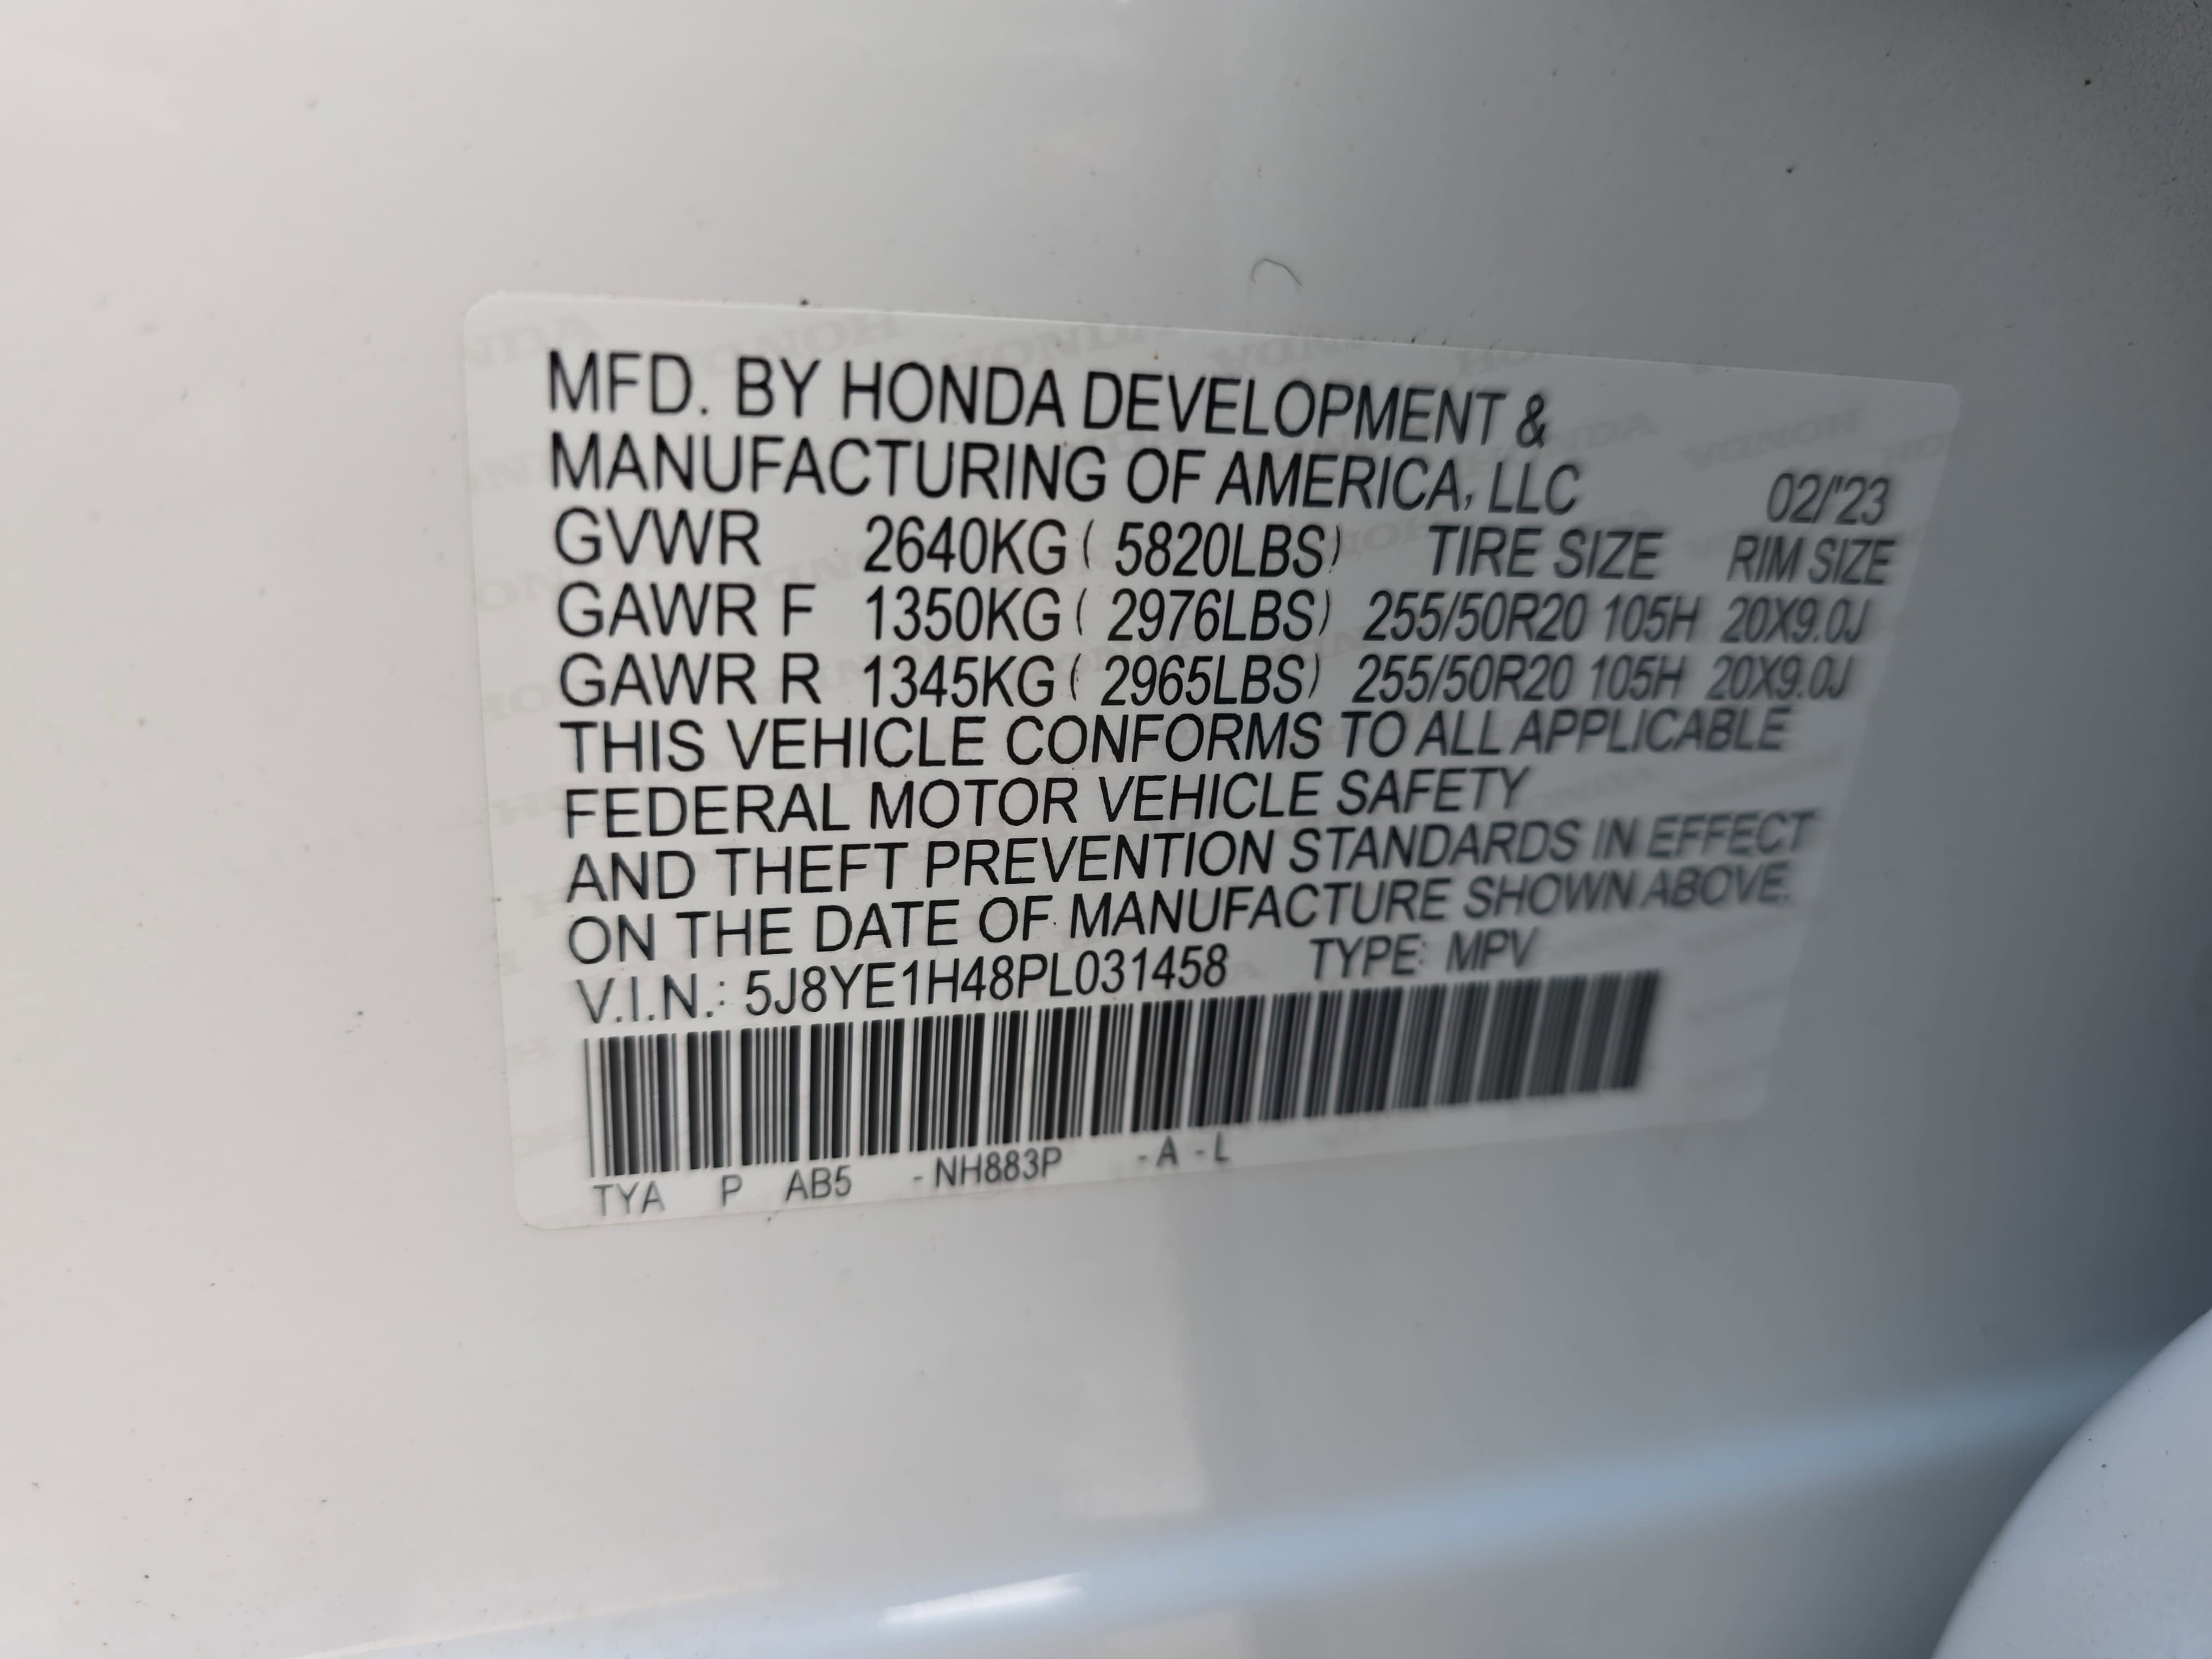 MFD. BY HONDA DEVELOPMENT &
MANUFACTURING OF AMERICA, LLC 02/'23
GVWR 2640KG ( 5820LBS) TIRE SIZE RIM SIZE
GAWR F 1350KG ( 2976LBS) 255/50R20 105H 20X9.0J
GAWR R 1345KG ( 2965LBS) 255/50R20 105H 20X9.0J
THIS VEHICLE CONFORMS TO ALL APPLICABLE
FEDERAL MOTOR VEHICLE SAFETY
AND THEFT PREVENTION STANDARDS IN EFFECT
ON THE DATE OF MANUFACTURE SHOWN ABOVE.
V.I.N.: 5J8YE1H48PL031458 TYPE: MPV
TYA P AB5 - NH883P - A - L